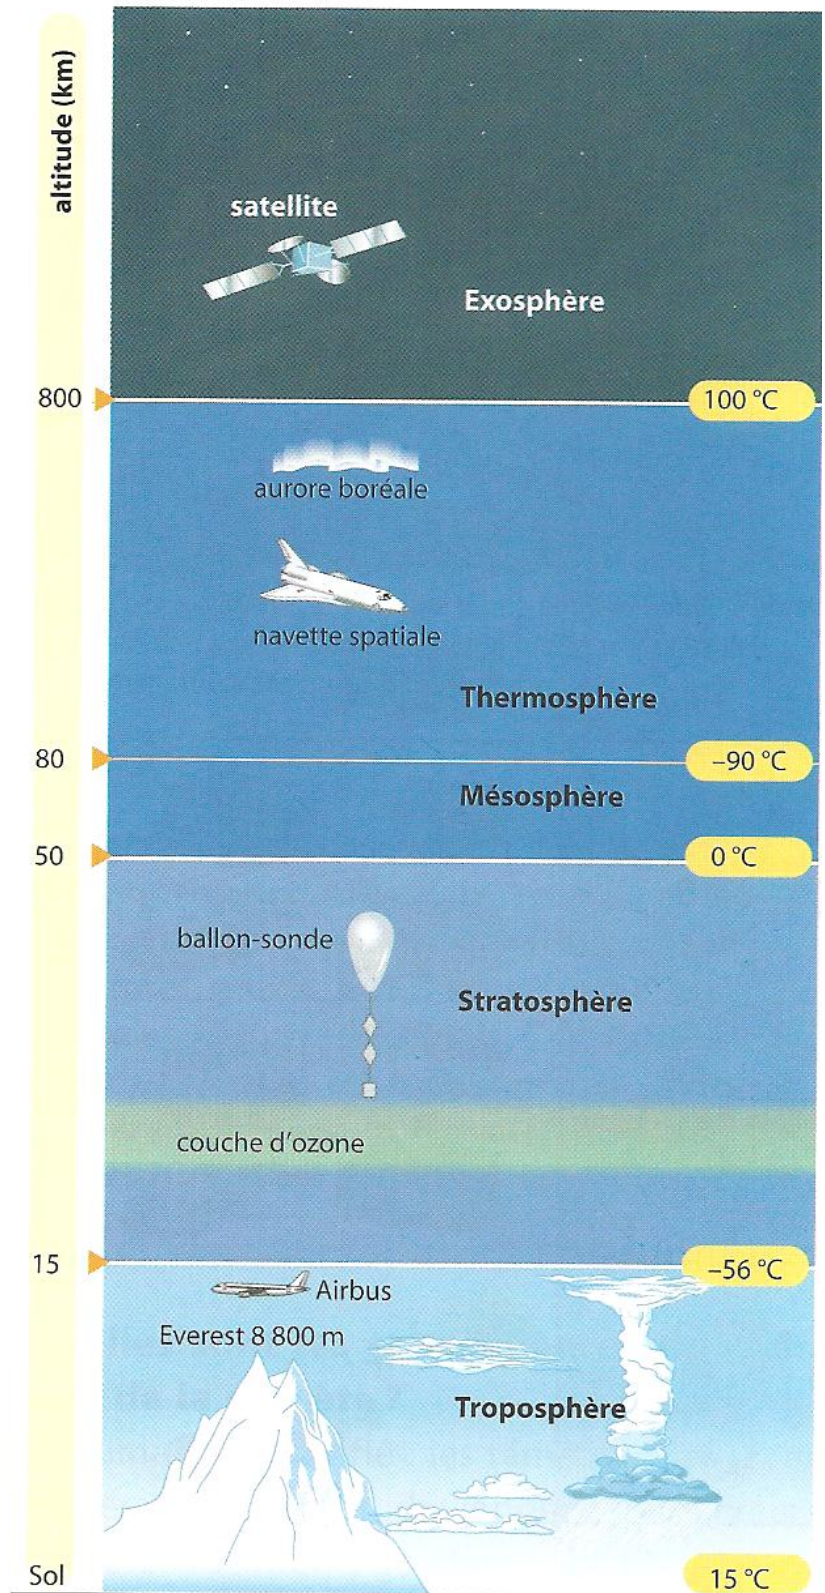 altitude (km)
satellite
Exosphère
800
100 °C
aurore boréale
navette spatiale
Thermosphère
80
–90 °C
Mésosphère
50
0 °C
ballon-sonde
Stratosphère
couche d'ozone
15
–56 °C
Airbus
Everest 8 800 m
Troposphère
Sol
15 °C